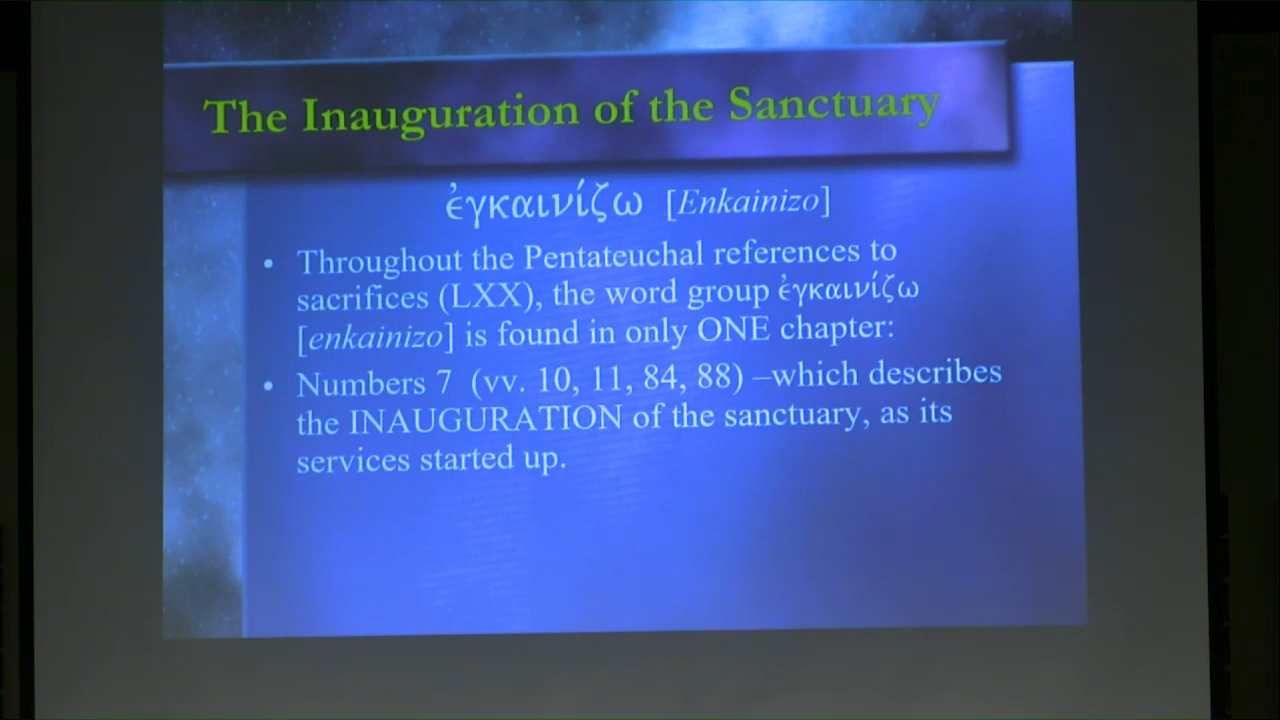 The Inauguration of the Sanctuary
ἐγκαινίζω [Enkainizo]
• Throughout the Pentateuchal references to
sacrifices (LXX), the word group ἐγκαινίζω
[enkainizo] is found in only ONE chapter:
• Numbers 7 (vv. 10, 11, 84, 88) –which describes
the INAUGURATION of the sanctuary, as its
services started up.